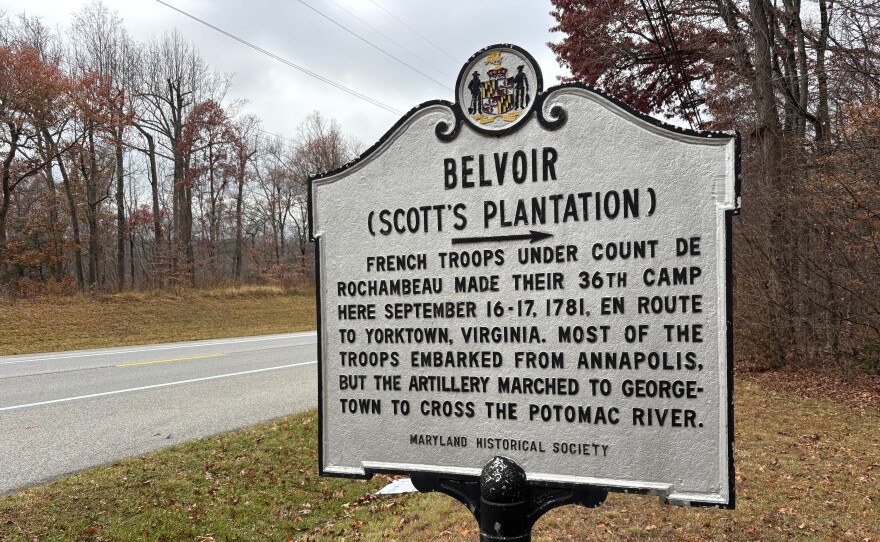 BELVOIR
(SCOTT'S PLANTATION)
FRENCH TROOPS UNDER COUNT DE
ROCHAMBEAU MADE THEIR 36TH CAMP
HERE SEPTEMBER 16-17, 1781, EN ROUTE
TO YORKTOWN, VIRGINIA. MOST OF THE
TROOPS EMBARKED FROM ANNAPOLIS,
BUT THE ARTILLERY MARCHED TO GEORGE-
TOWN TO CROSS THE POTOMAC RIVER.
MARYLAND HISTORICAL SOCIETY